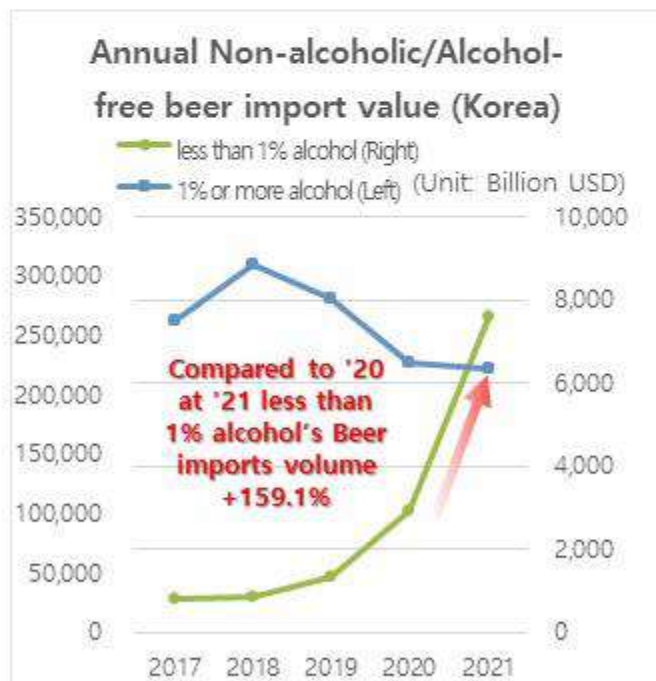 Annual Non-alcoholic/Alcohol-
free beer import value (Korea)
less than 1% alcohol (Right)
1% or more alcohol (Left) (Unit: Billion USD)
350,000 10,000
300,000
8,000
250,000
200,000 6,000
150,000
4,000
100,000
2,000
50,000
0 0
Compared to '20
at '21 less than
1% alcohol's Beer
imports volume
+159.1%
2017 2018 2019 2020 2021